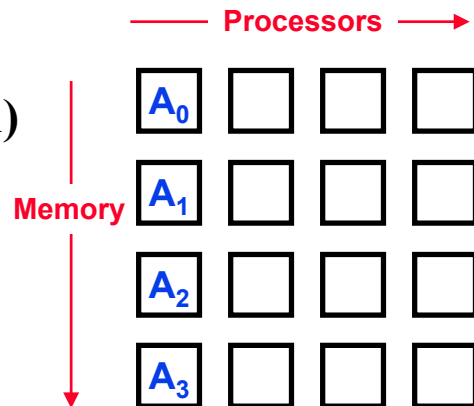 Processors
)
A₀
A₁
Memory
A₂
A₃